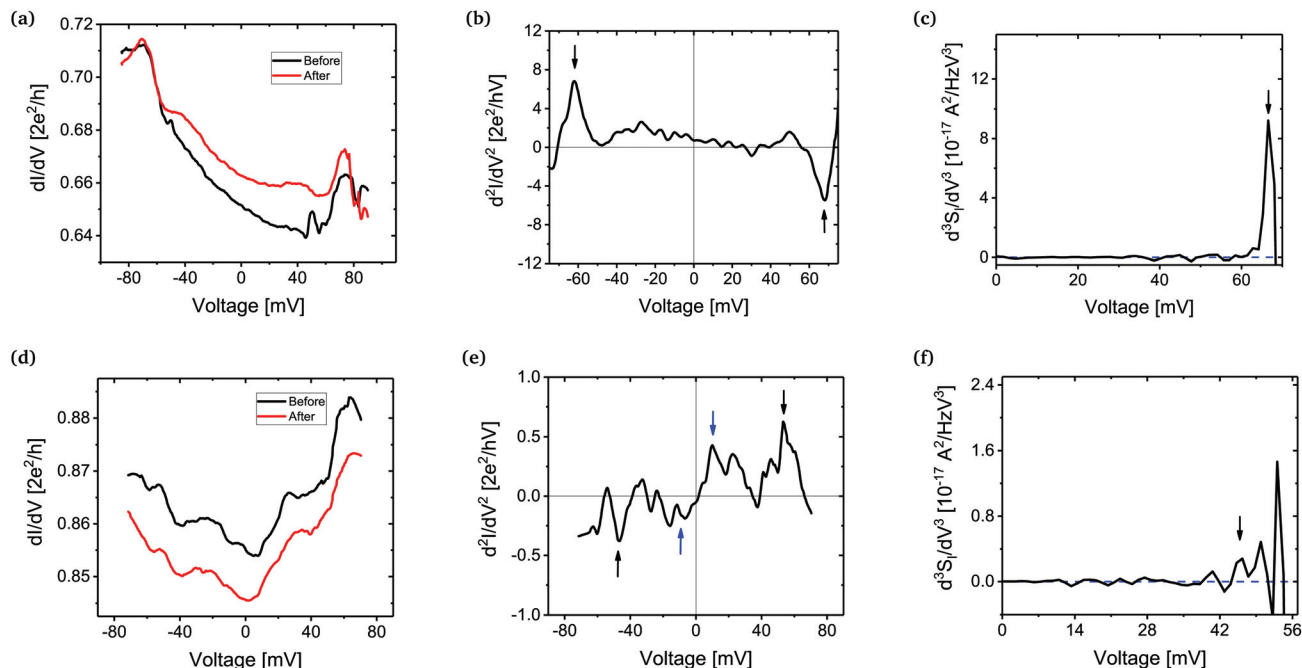 (a)
dI/dV [2e²/h]
0.72
0.70
0.68
0.66
0.64
Before
After
-80
-40
0
40
80
Voltage [mV]
(b)
d²I/dV² [2e²/hV]
12
8
4
0
-4
-8
-12
-60
-40
-20
0
20
40
60
Voltage [mV]
(c)
d³S_I/dV³ [10⁻¹⁷ A²/HzV³]
12
8
4
0
0
20
40
60
Voltage [mV]
(d)
dI/dV [2e²/h]
0.88
0.87
0.86
0.85
Before
After
-80
-40
0
40
80
Voltage [mV]
(e)
d²I/dV² [2e²/hV]
1.0
0.5
0.0
-0.5
-1.0
-80
-40
0
40
80
Voltage [mV]
(f)
d³S_I/dV³ [10⁻¹⁷ A²/HzV³]
2.4
1.6
0.8
0.0
0
14
28
42
56
Voltage [mV]